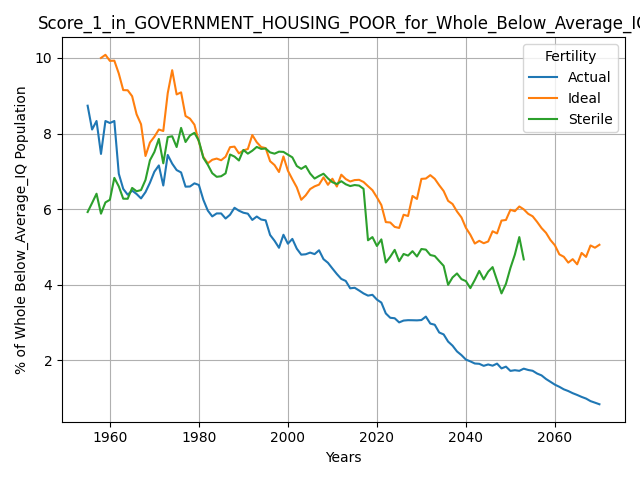 Score_1_in_GOVERNMENT_HOUSING_POOR_for_Whole_Below_Average_IQ
Fertility
Actual
Ideal
Sterile
% of Whole Below_Average_IQ Population
10
8
6
4
2
1960 1980 2000 2020 2040 2060
Years